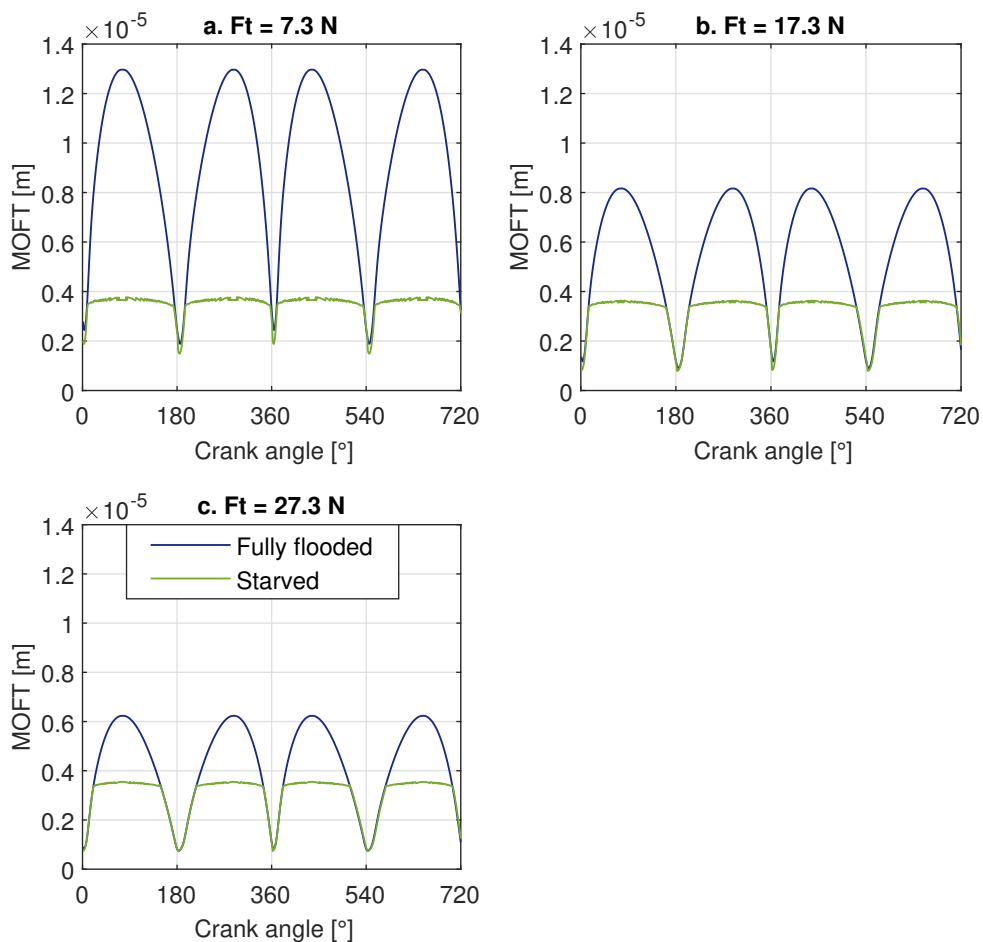 a. Ft = 7.3 N
×10⁻⁵
MOFT [m]
1.4
1.2
1
0.8
0.6
0.4
0.2
0
0 180 360 540 720
Crank angle [°]
b. Ft = 17.3 N
×10⁻⁵
MOFT [m]
1.4
1.2
1
0.8
0.6
0.4
0.2
0
0 180 360 540 720
Crank angle [°]
c. Ft = 27.3 N
×10⁻⁵
MOFT [m]
1.4
1.2
1
0.8
0.6
0.4
0.2
0
Fully flooded
Starved
0 180 360 540 720
Crank angle [°]